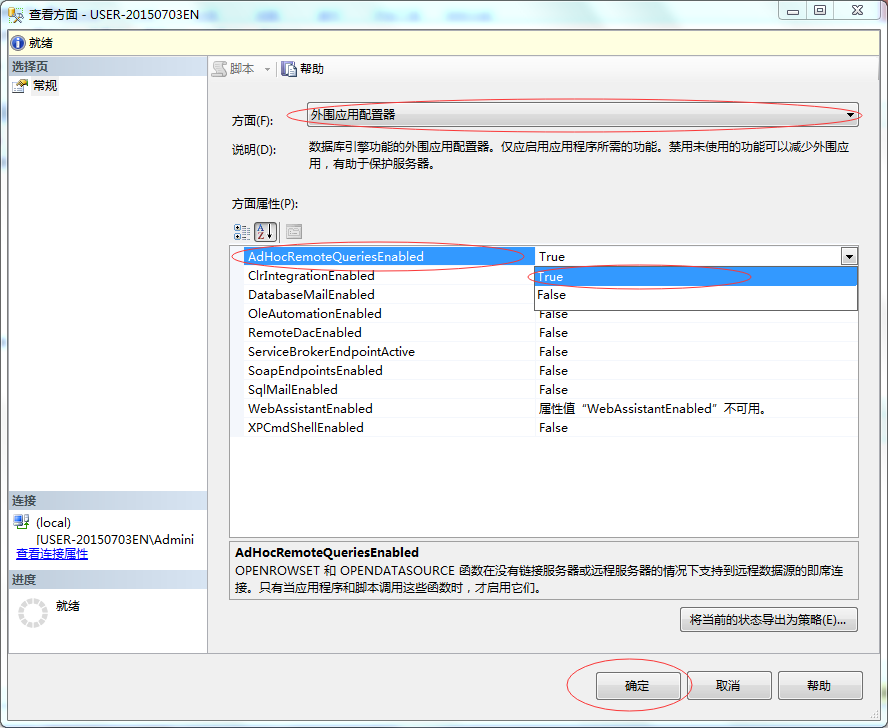 查看方面 - USER-20150703EN
就绪
选择页
常规
脚本
帮助
方面(F):
外围应用配置器
说明(D):
数据库引擎功能的外围应用配置器。仅应启用应用程序所需的功能。禁用未使用的功能可以减少外围应
用，有助于保护服务器。
方面属性(P):
AdHocRemoteQueriesEnabled True
True
ClrIntegrationEnabled
DatabaseMailEnabled False
OleAutomationEnabled False
RemoteDacEnabled False
ServiceBrokerEndpointActive False
SoapEndpointsEnabled False
SqlMailEnabled False
WebAssistantEnabled 属性值“WebAssistantEnabled”不可用。
XPCmdShellEnabled False
连接
(local)
[USER-20150703EN\Admini
查看连接属性
进度
就绪
AdHocRemoteQueriesEnabled
OPENROWSET 和 OPENDATASOURCE 函数在没有链接服务器或远程服务器的情况下支持到远程数据源的即席连
接。只有当应用程序和脚本调用这些函数时，才启用它们。
将当前的状态导出为策略(E)...
确定
取消
帮助